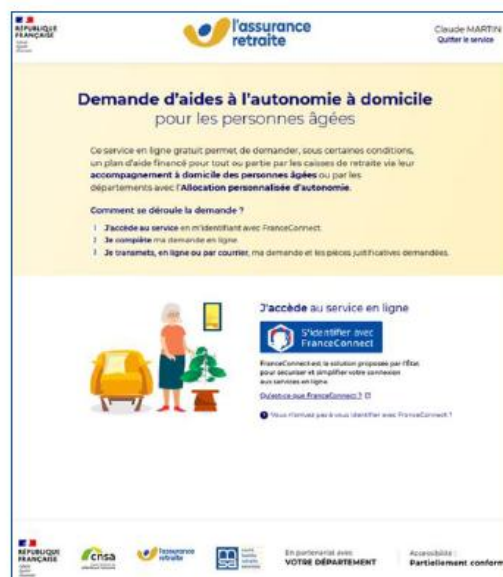 RÉPUBLIQUE
FRANÇAISE
l'assurance
retraite
Claude MARTIN
Quitter le service
Demande d'aides à l'autonomie à domicile
pour les personnes âgées
Ce service en ligne gratuit permet de demander, sous certaines conditions,
un plan d'aide financé pour tout ou partie par les caisses de retraite via leur
accompagnement à domicile des personnes âgées ou par les
départements avec l'Allocation personnalisée d'autonomie.
Comment se déroule la demande ?
1 J'accède au service en m'identifiant avec FranceConnect.
2 Je complète ma demande en ligne.
3 Je transmets, en ligne ou par courrier, ma demande et les pièces justificatives demandées.
J'accède au service en ligne
S'identifier avec
FranceConnect
FranceConnect est la solution proposée par l'État
pour sécuriser et simplifier votre connexion
aux services en ligne.
Qu'est-ce que FranceConnect ?
Vous n'arrivez pas à vous identifier avec FranceConnect ?
RÉPUBLIQUE
FRANÇAISE
cnsa
l'assurance
retraite
En partenariat avec
VOTRE DÉPARTEMENT
Accessibilité :
Partiellement conform